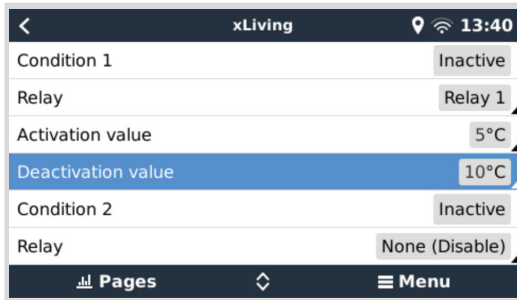 xLiving 13:40
Condition 1 Inactive
Relay Relay 1
Activation value 5°C
Deactivation value 10°C
Condition 2 Inactive
Relay None (Disable)
Pages Menu